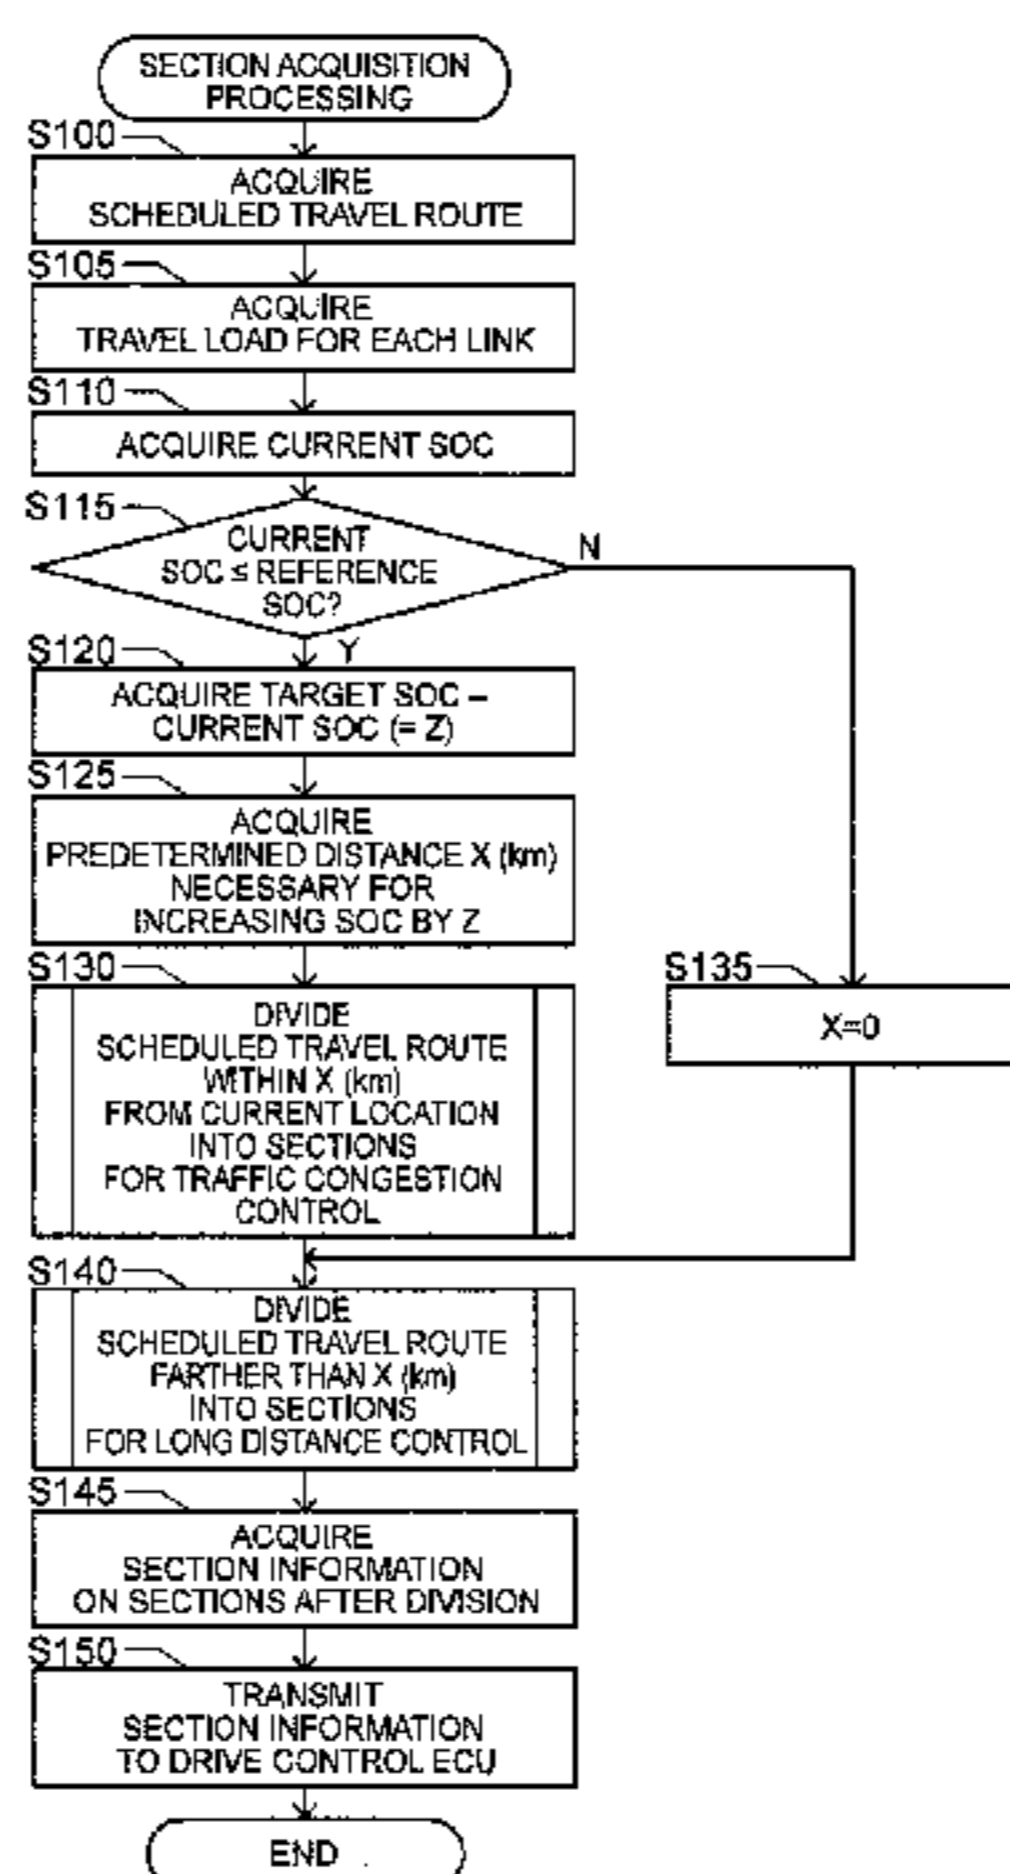 SECTION ACQUISITION
PROCESSING
S100
ACQUIRE
SCHEDULED TRAVEL ROUTE
S105
ACQUIRE
TRAVEL LOAD FOR EACH LINK
S110
ACQUIRE CURRENT SOC
S115
CURRENT
SOC ≤ REFERENCE
SOC?
N
Y
S120
ACQUIRE TARGET SOC –
CURRENT SOC (= Z)
S125
ACQUIRE
PREDETERMINED DISTANCE X (km)
NECESSARY FOR
INCREASING SOC BY Z
S130
DIVIDE
SCHEDULED TRAVEL ROUTE
WITHIN X (km)
FROM CURRENT LOCATION
INTO SECTIONS
FOR TRAFFIC CONGESTION
CONTROL
S135
X=0
S140
DIVIDE
SCHEDULED TRAVEL ROUTE
FARTHER THAN X (km)
INTO SECTIONS
FOR LONG DISTANCE CONTROL
S145
ACQUIRE
SECTION INFORMATION
ON SECTIONS AFTER DIVISION
S150
TRANSMIT
SECTION INFORMATION
TO DRIVE CONTROL ECU
END